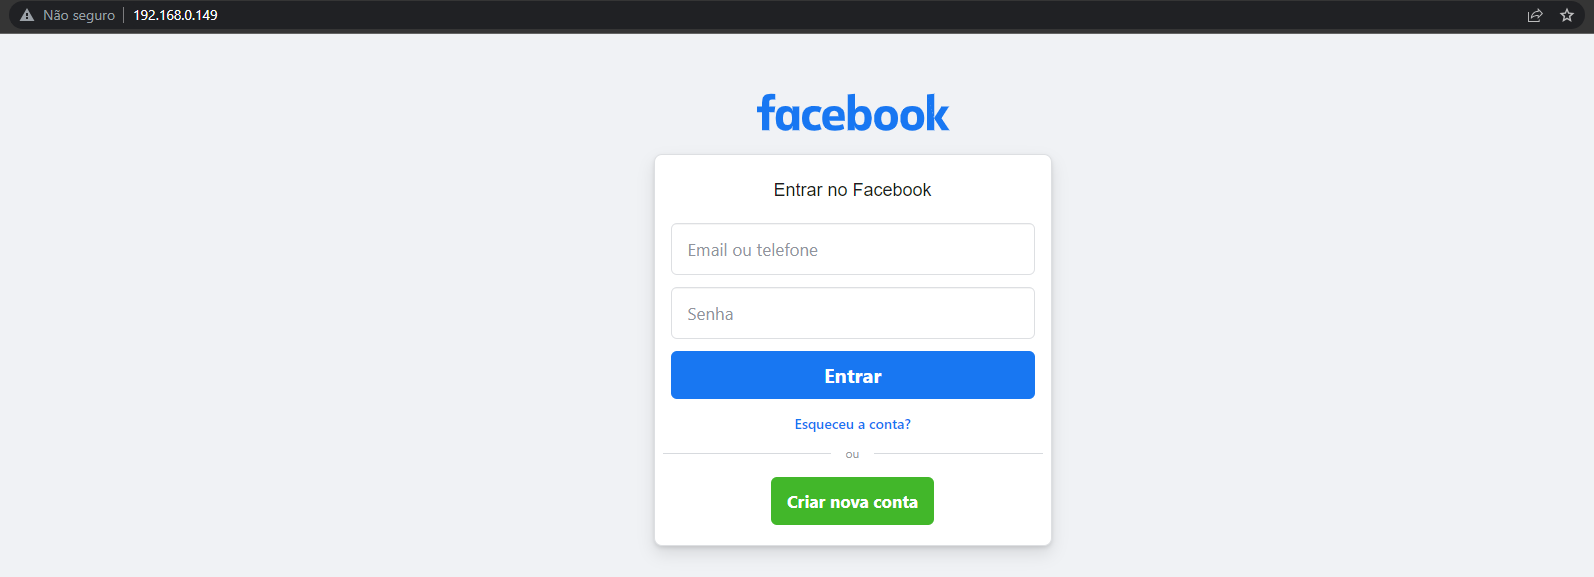 Não seguro 192.168.0.149
facebook
Entrar no Facebook
Email ou telefone
Senha
Entrar
Esqueceu a conta?
ou
Criar nova conta